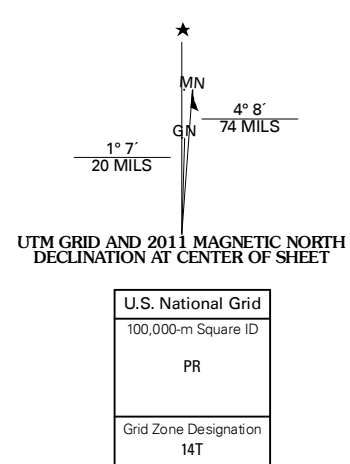 ★
MN
4° 8´
74 MILS
GN
1° 7´
20 MILS
UTM GRID AND 2011 MAGNETIC NORTH
DECLINATION AT CENTER OF SHEET
U.S. National Grid
100,000-m Square ID
PR
Grid Zone Designation
14T